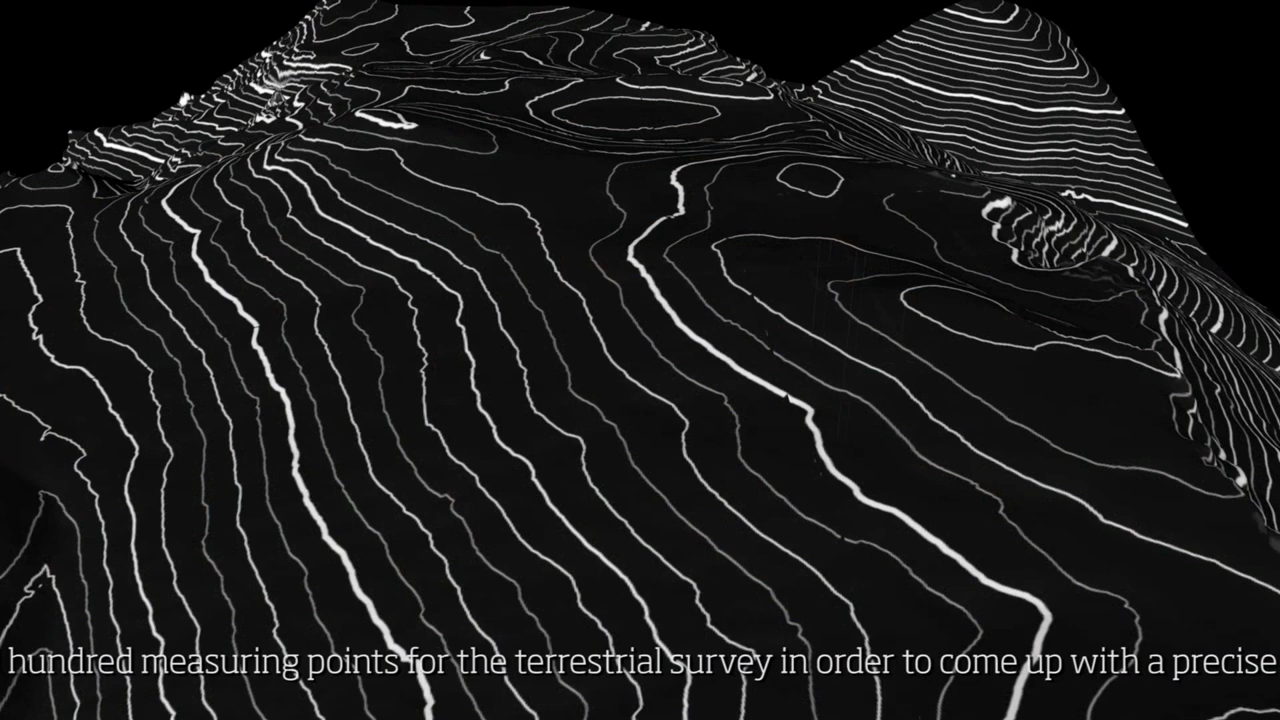 hundred measuring points for the terrestrial survey in order to come up with a precise